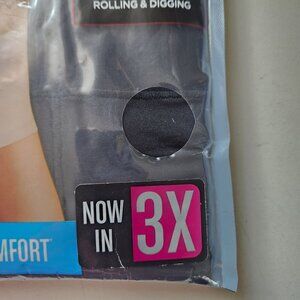 ROLLING & DIGGING
NOW
IN
3X
MFORT